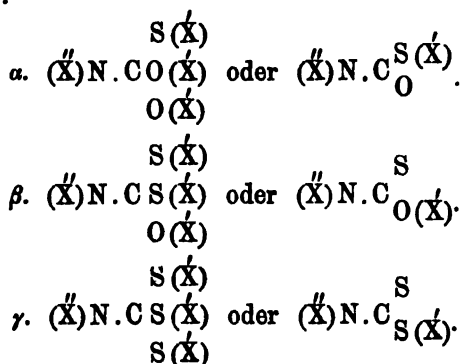 S(X́)
α. (X̋)N.CO(X́) oder (X̋)N.C S(X́)
O.
O(X́)
S(X́)
β. (X̋)N.CS(X́) oder (X̋)N.C S
O(X́).
O(X́)
S(X́)
γ. (X̋)N.CS(X́) oder (X̋)N.C S
S(X́).
S(X́)